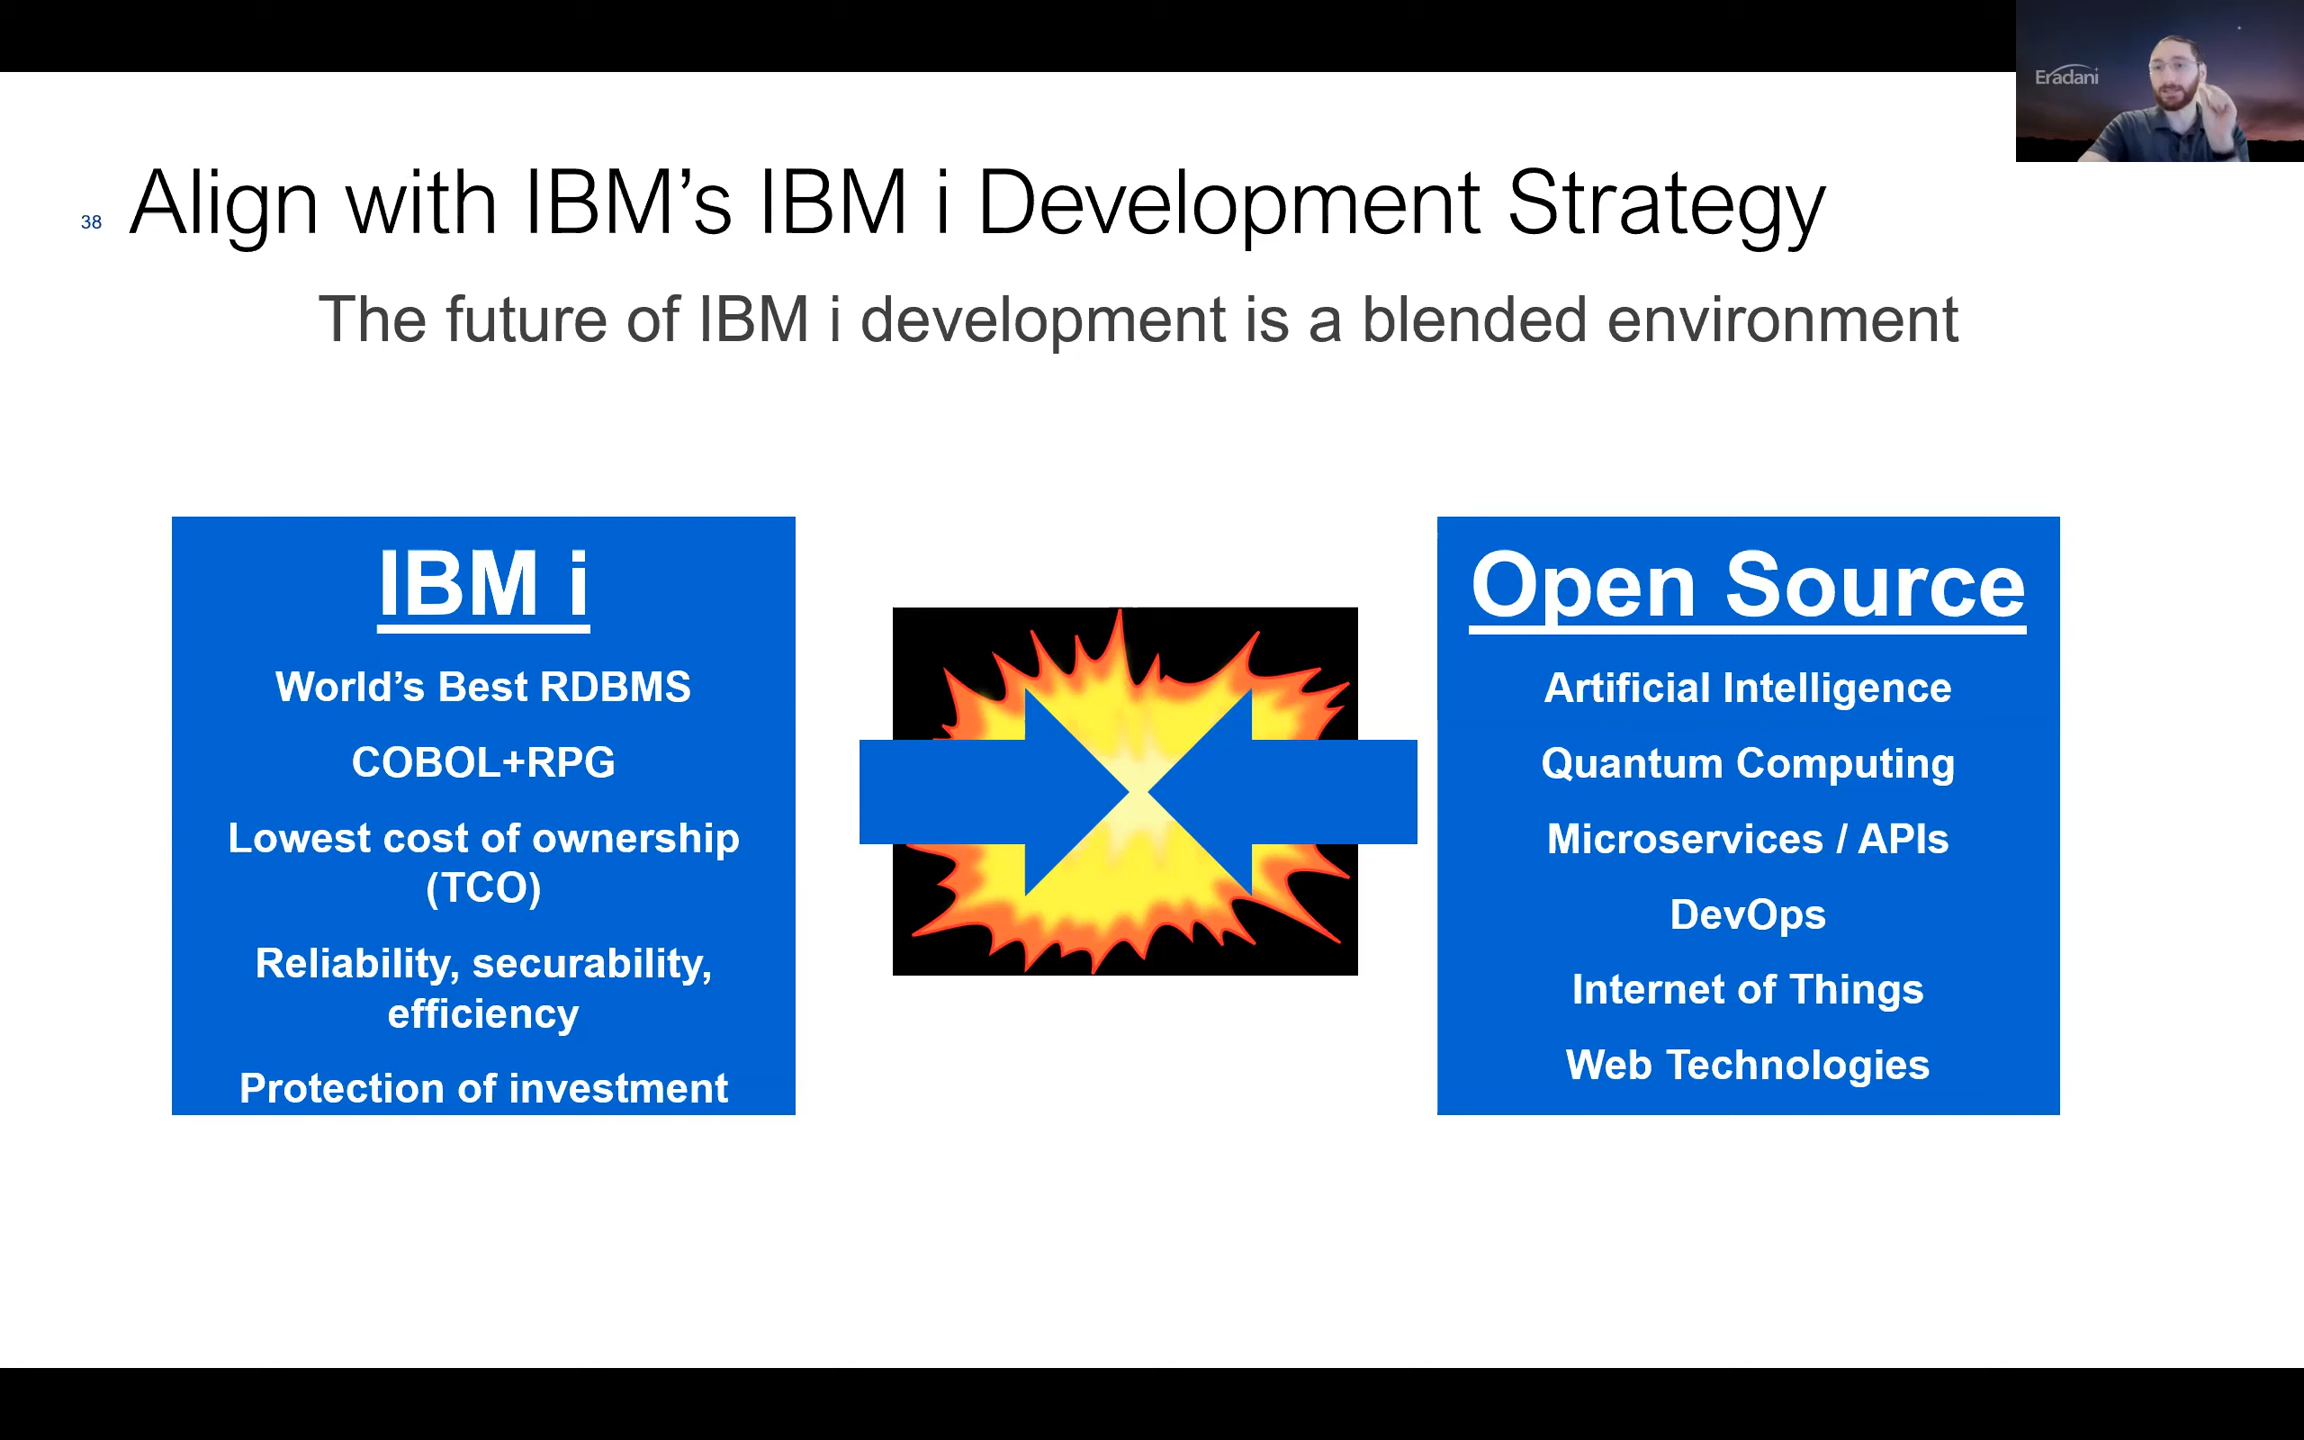 Eradani
38
Align with IBM’s IBM i Development Strategy
The future of IBM i development is a blended environment
IBM i
World’s Best RDBMS
COBOL+RPG
Lowest cost of ownership
(TCO)
Reliability, securability,
efficiency
Protection of investment
Open Source
Artificial Intelligence
Quantum Computing
Microservices / APIs
DevOps
Internet of Things
Web Technologies